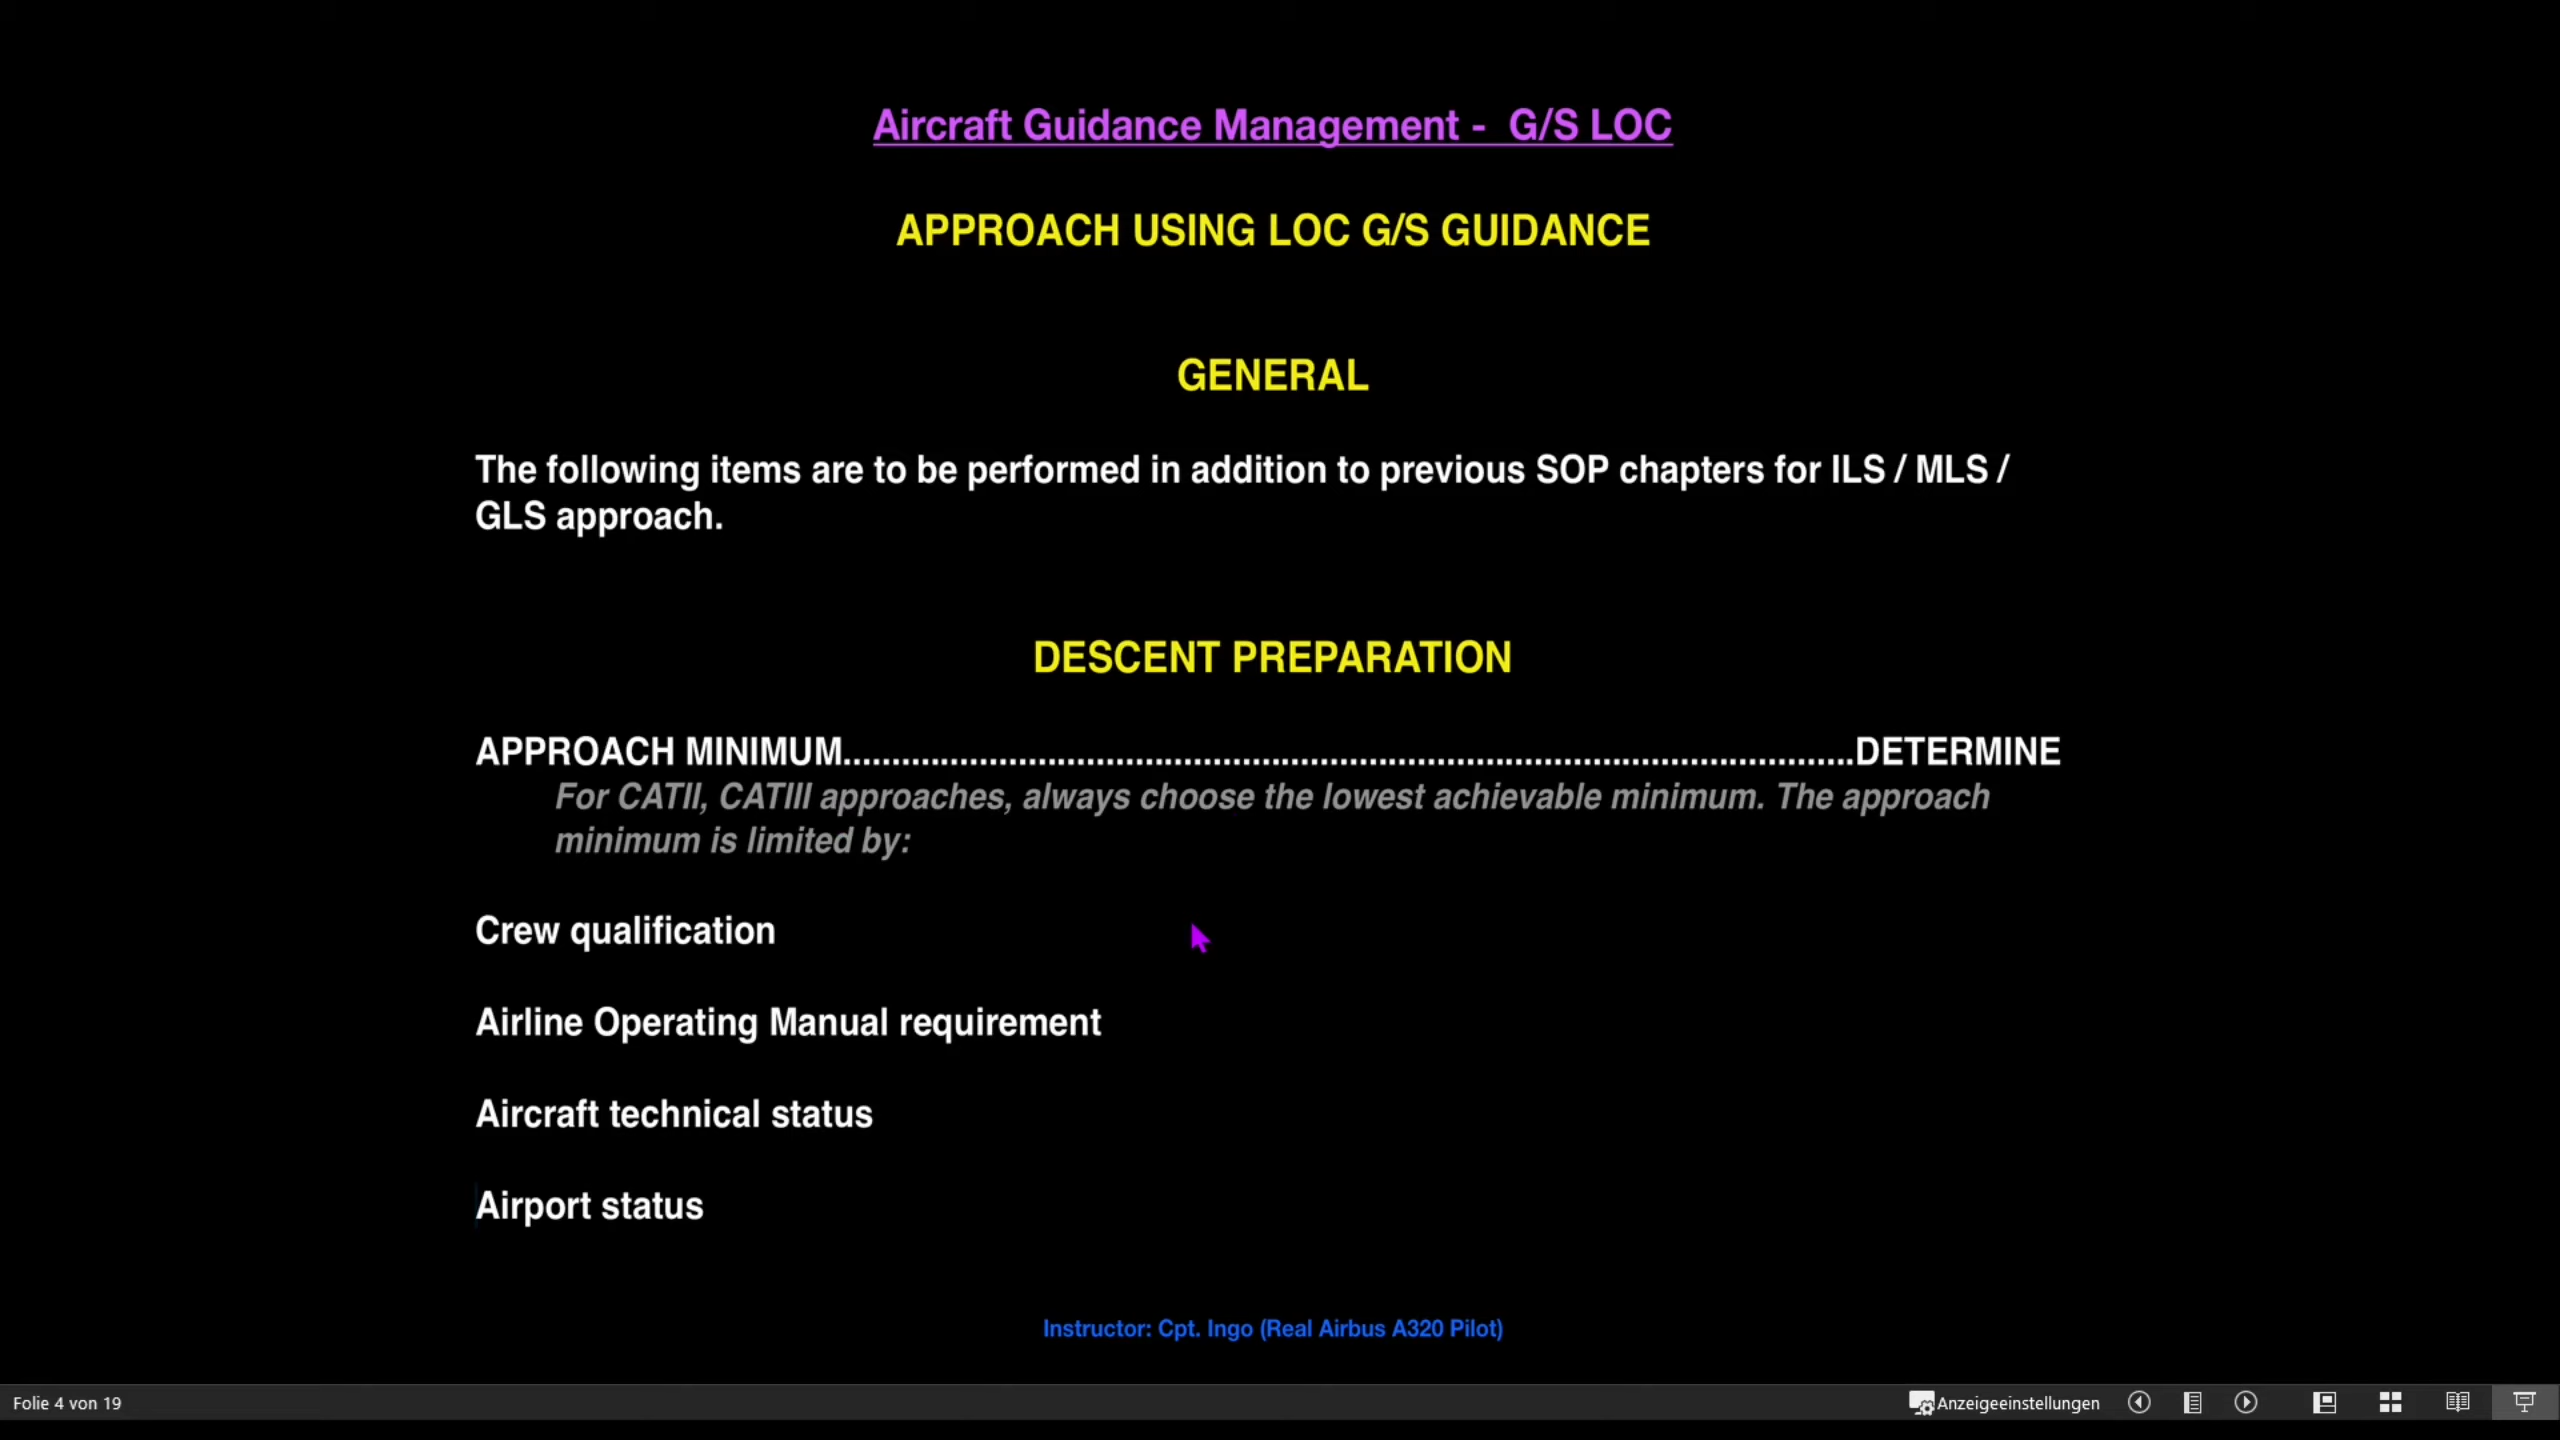 Aircraft Guidance Management -  G/S LOC
APPROACH USING LOC G/S GUIDANCE
GENERAL
The following items are to be performed in addition to previous SOP chapters for ILS / MLS /
GLS approach.
DESCENT PREPARATION
APPROACH MINIMUM.......................................................................................................DETERMINE
For CATII, CATIII approaches, always choose the lowest achievable minimum. The approach
minimum is limited by:
Crew qualification
Airline Operating Manual requirement
Aircraft technical status
Airport status
Instructor: Cpt. Ingo (Real Airbus A320 Pilot)
Folie 4 von 19
Anzeigeeinstellungen